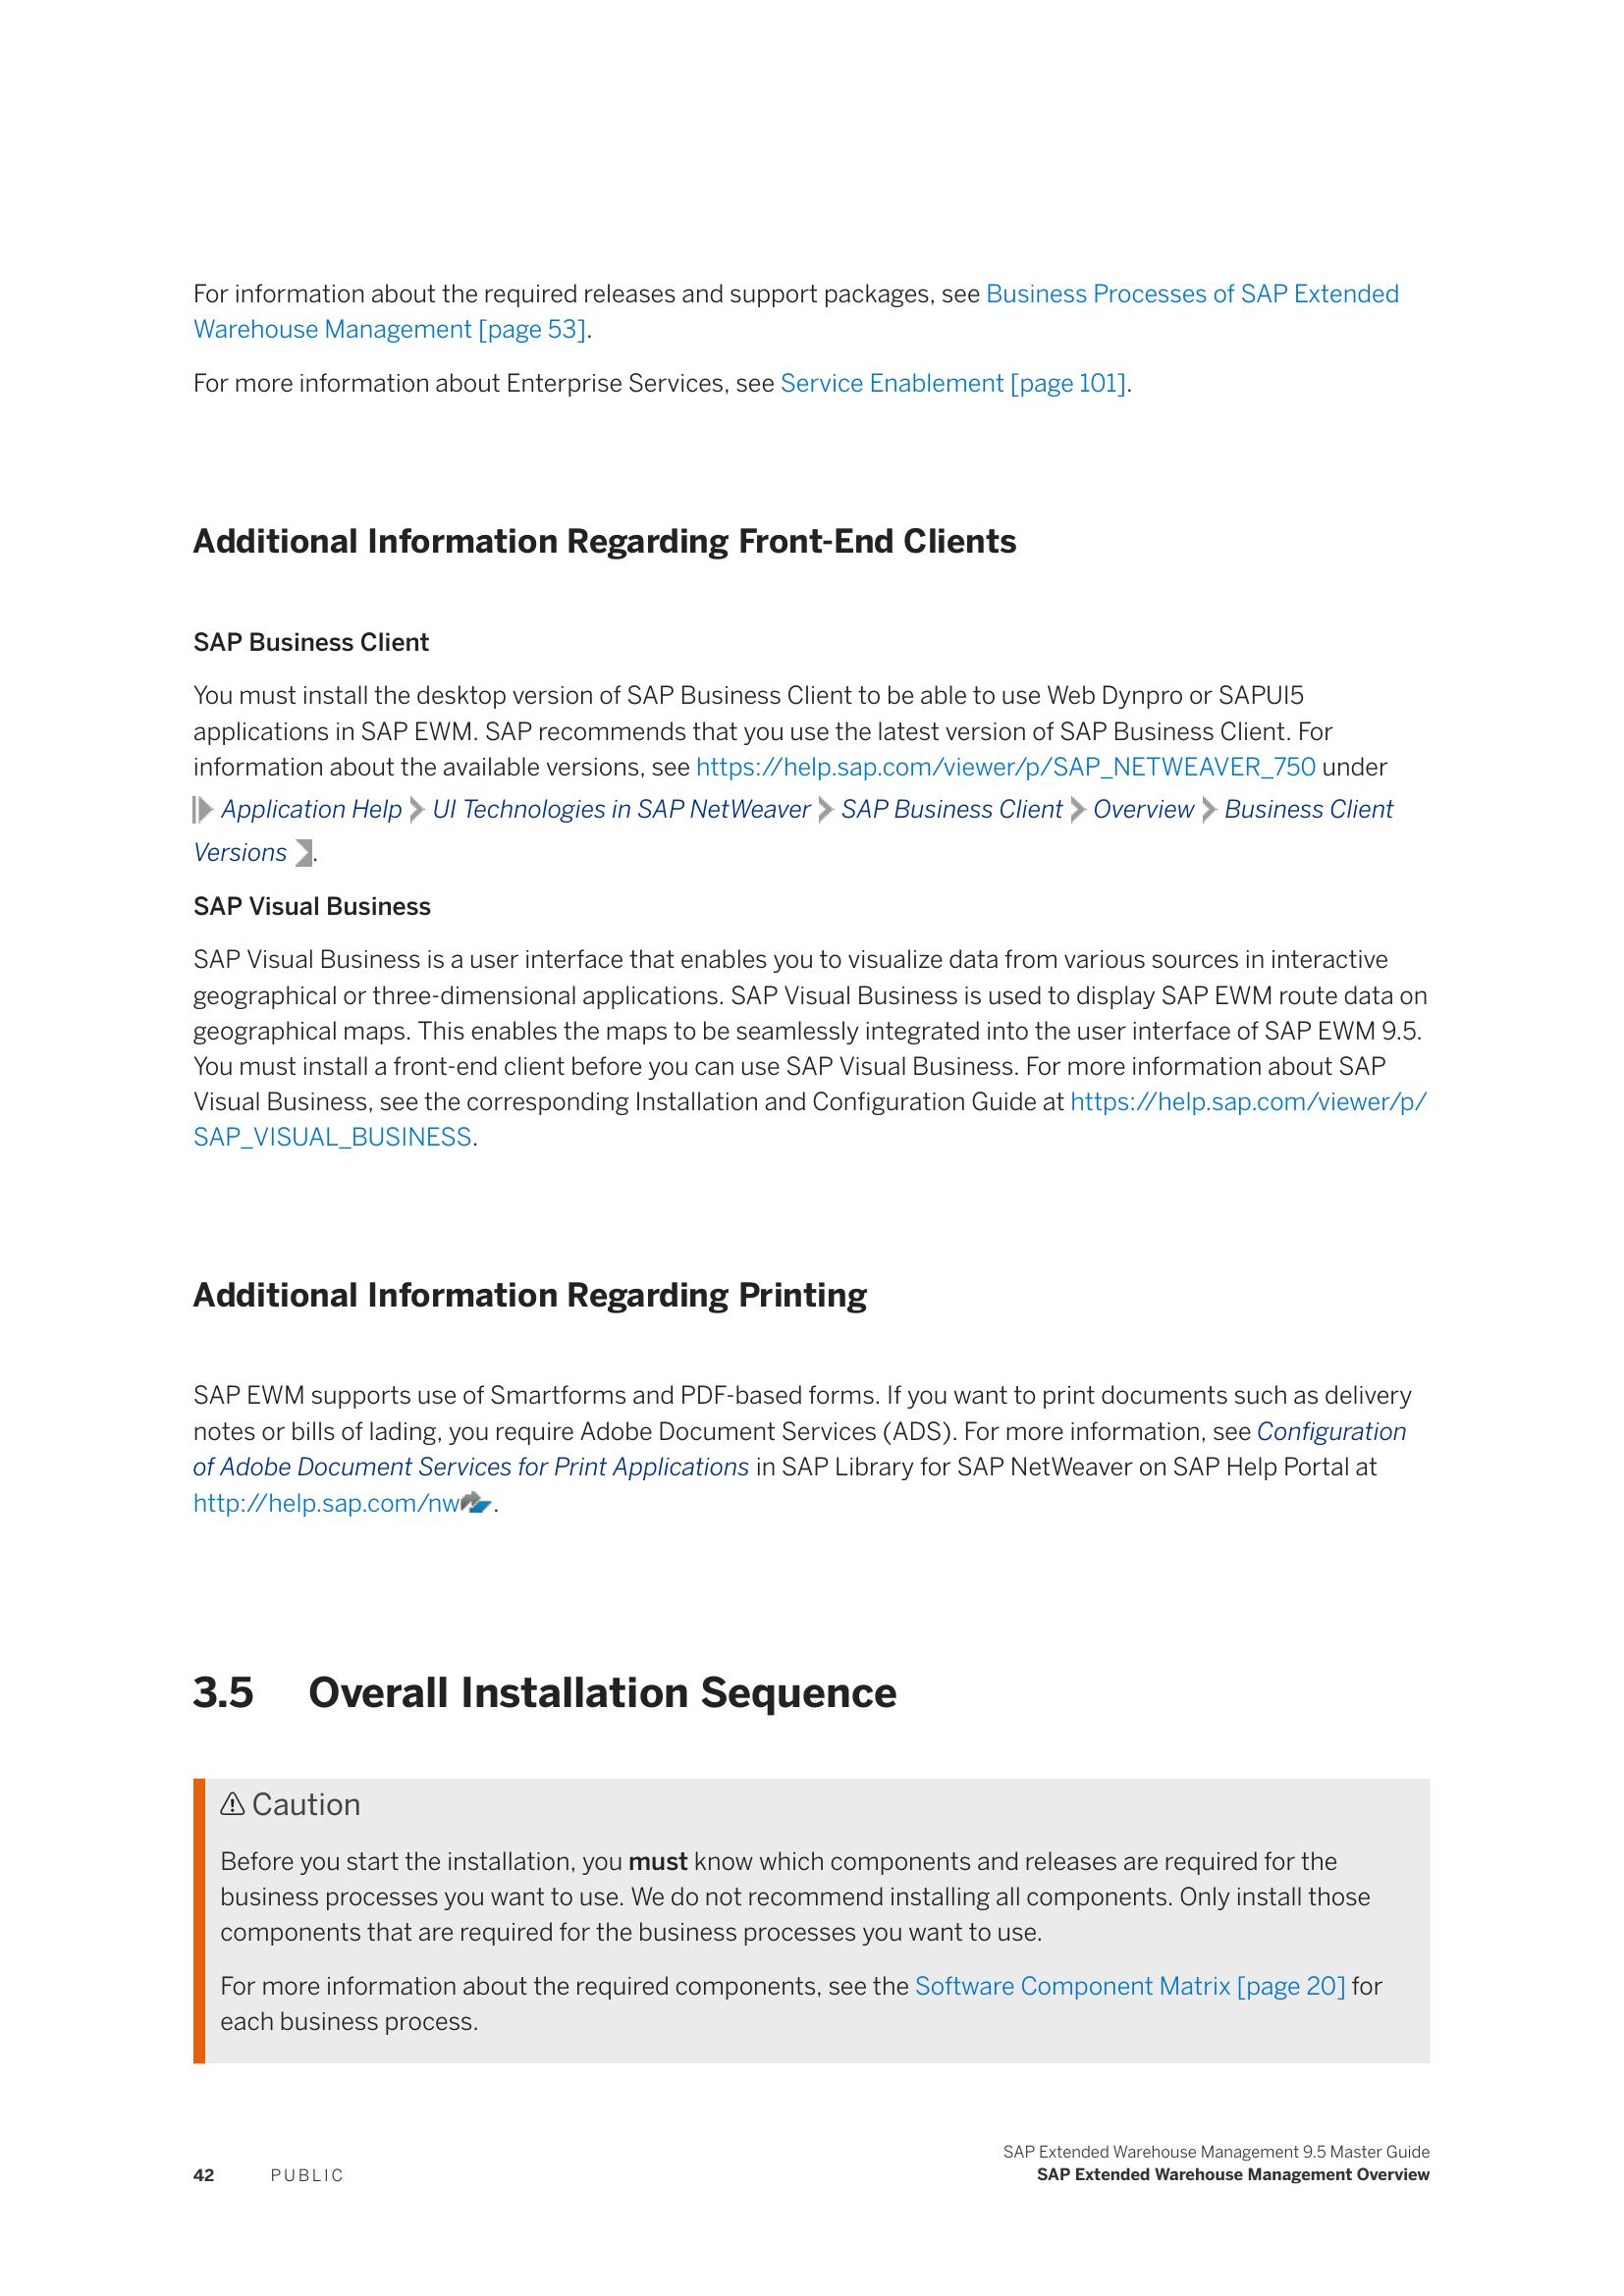 For information about the required releases and support packages, see Business Processes of SAP Extended
Warehouse Management [page 53].
For more information about Enterprise Services, see Service Enablement [page 101].
Additional Information Regarding Front-End Clients
SAP Business Client
You must install the desktop version of SAP Business Client to be able to use Web Dynpro or SAPUI5
applications in SAP EWM. SAP recommends that you use the latest version of SAP Business Client. For
information about the available versions, see https://help.sap.com/viewer/p/SAP_NETWEAVER_750 under
Application Help UI Technologies in SAP NetWeaver SAP Business Client Overview Business Client
Versions .
SAP Visual Business
SAP Visual Business is a user interface that enables you to visualize data from various sources in interactive
geographical or three-dimensional applications. SAP Visual Business is used to display SAP EWM route data on
geographical maps. This enables the maps to be seamlessly integrated into the user interface of SAP EWM 9.5.
You must install a front-end client before you can use SAP Visual Business. For more information about SAP
Visual Business, see the corresponding Installation and Configuration Guide at https://help.sap.com/viewer/p/
SAP_VISUAL_BUSINESS.
Additional Information Regarding Printing
SAP EWM supports use of Smartforms and PDF-based forms. If you want to print documents such as delivery
notes or bills of lading, you require Adobe Document Services (ADS). For more information, see Configuration
of Adobe Document Services for Print Applications in SAP Library for SAP NetWeaver on SAP Help Portal at
http://help.sap.com/nw .
3.5 Overall Installation Sequence
Caution
Before you start the installation, you must know which components and releases are required for the
business processes you want to use. We do not recommend installing all components. Only install those
components that are required for the business processes you want to use.
For more information about the required components, see the Software Component Matrix [page 20] for
each business process.
SAP Extended Warehouse Management 9.5 Master Guide
42 PUBLIC SAP Extended Warehouse Management Overview